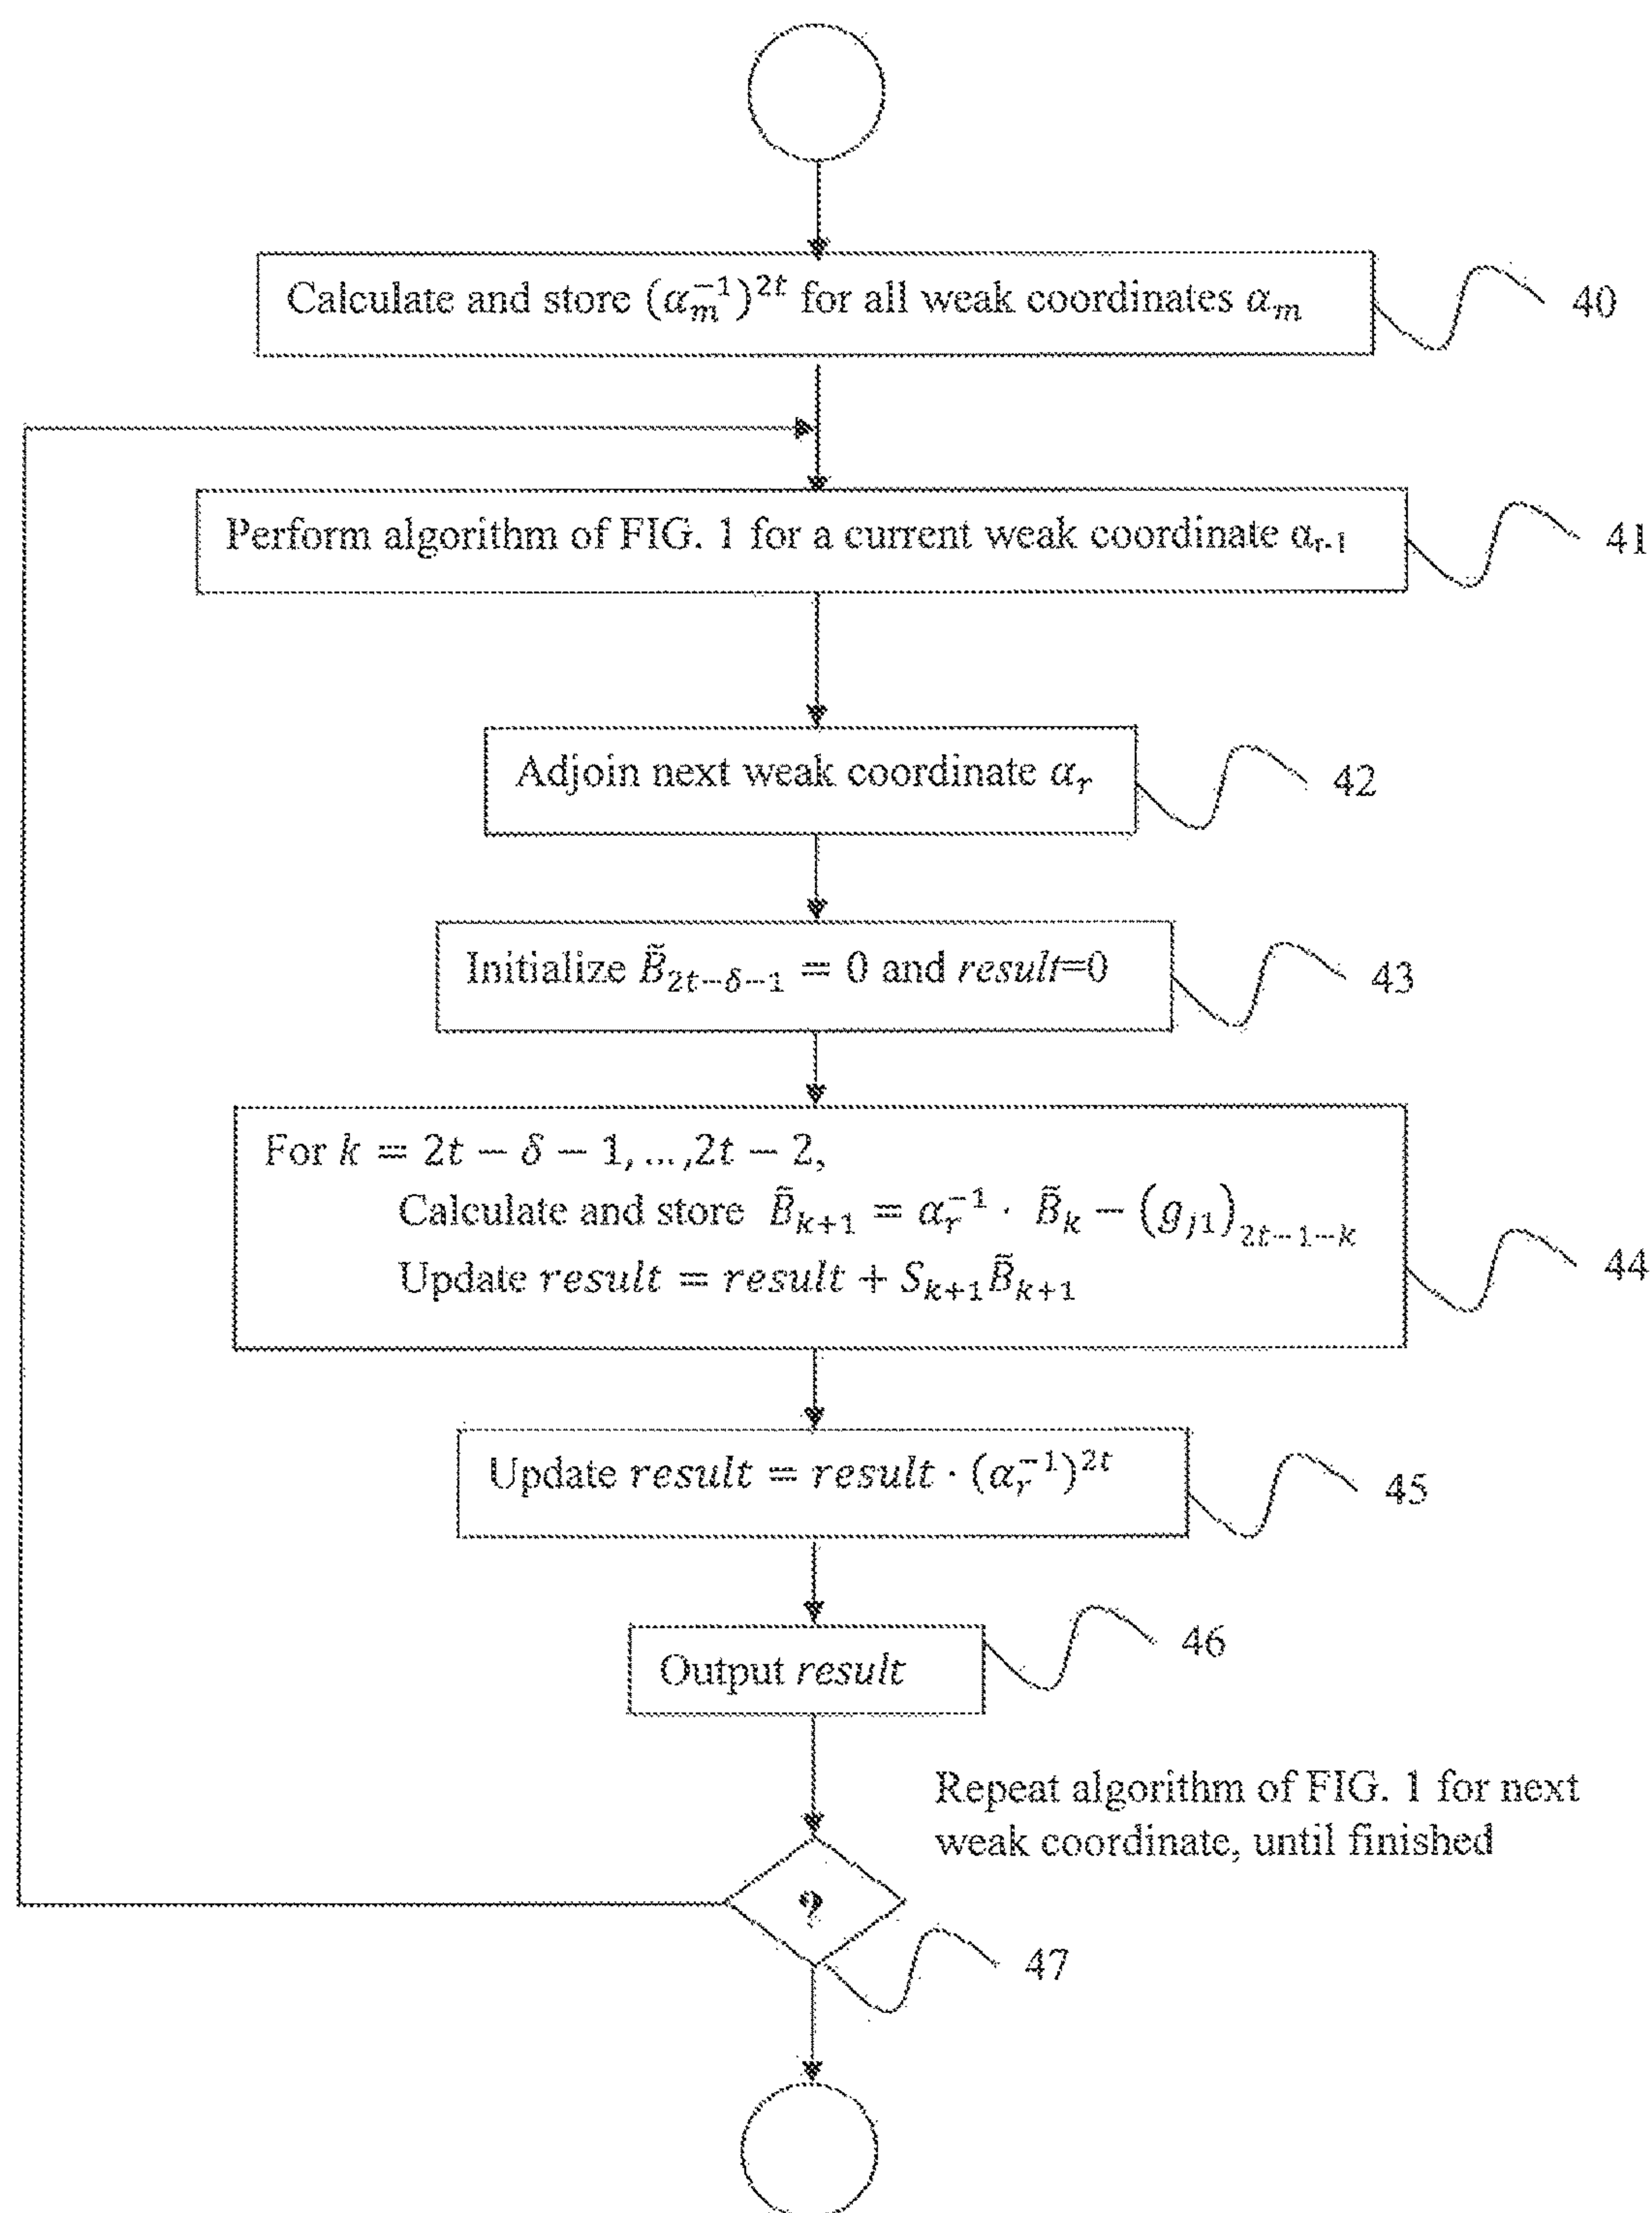 Calculate and store (α_m^{-1})^{2t} for all weak coordinates α_m
40
Perform algorithm of FIG. 1 for a current weak coordinate α_{r-1}
41
Adjoin next weak coordinate α_r
42
Initialize B̃_{2t-δ-1} = 0 and result=0
43
For k = 2t − δ − 1, …, 2t − 2,
Calculate and store B̃_{k+1} = α_r^{-1} · B̃_k − (g_{j1})_{2t-1-k}
Update result = result + S_{k+1}B̃_{k+1}
44
Update result = result · (α_r^{-1})^{2t}
45
Output result
46
Repeat algorithm of FIG. 1 for next
weak coordinate, until finished
?
47